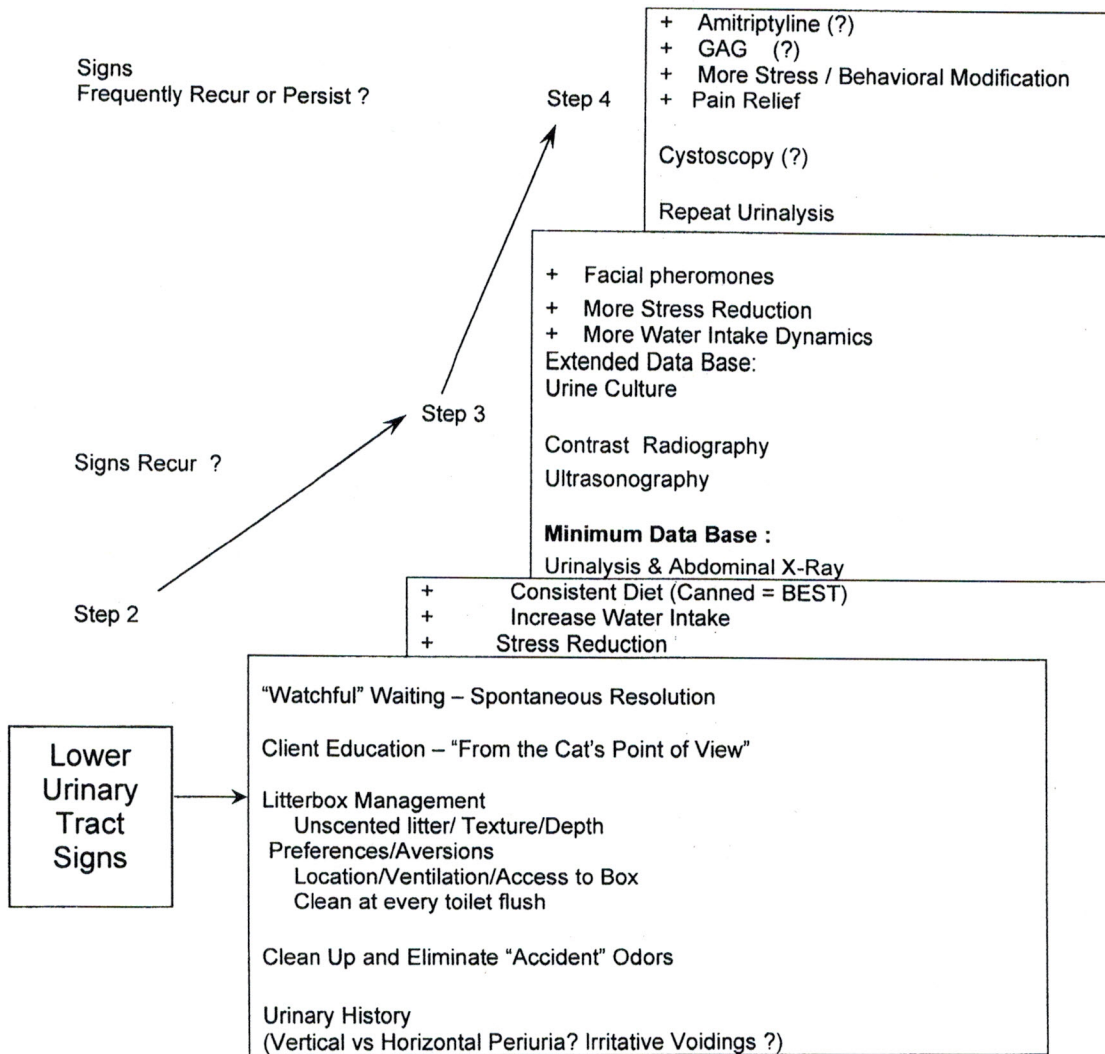 Signs
Frequently Recur or Persist ?
Step 4
+ Amitriptyline (?)
+ GAG (?)
+ More Stress / Behavioral Modification
+ Pain Relief
Cystoscopy (?)
Repeat Urinalysis
Signs Recur ?
Step 3
+ Facial pheromones
+ More Stress Reduction
+ More Water Intake Dynamics
Extended Data Base:
Urine Culture
Contrast Radiography
Ultrasonography
Minimum Data Base :
Urinalysis & Abdominal X-Ray
Step 2
+ Consistent Diet (Canned = BEST)
+ Increase Water Intake
+ Stress Reduction
Lower
Urinary
Tract
Signs
“Watchful” Waiting – Spontaneous Resolution
Client Education – “From the Cat’s Point of View”
Litterbox Management
Unscented litter/ Texture/Depth
Preferences/Aversions
Location/Ventilation/Access to Box
Clean at every toilet flush
Clean Up and Eliminate “Accident” Odors
Urinary History
(Vertical vs Horizontal Periuria? Irritative Voidings ?)